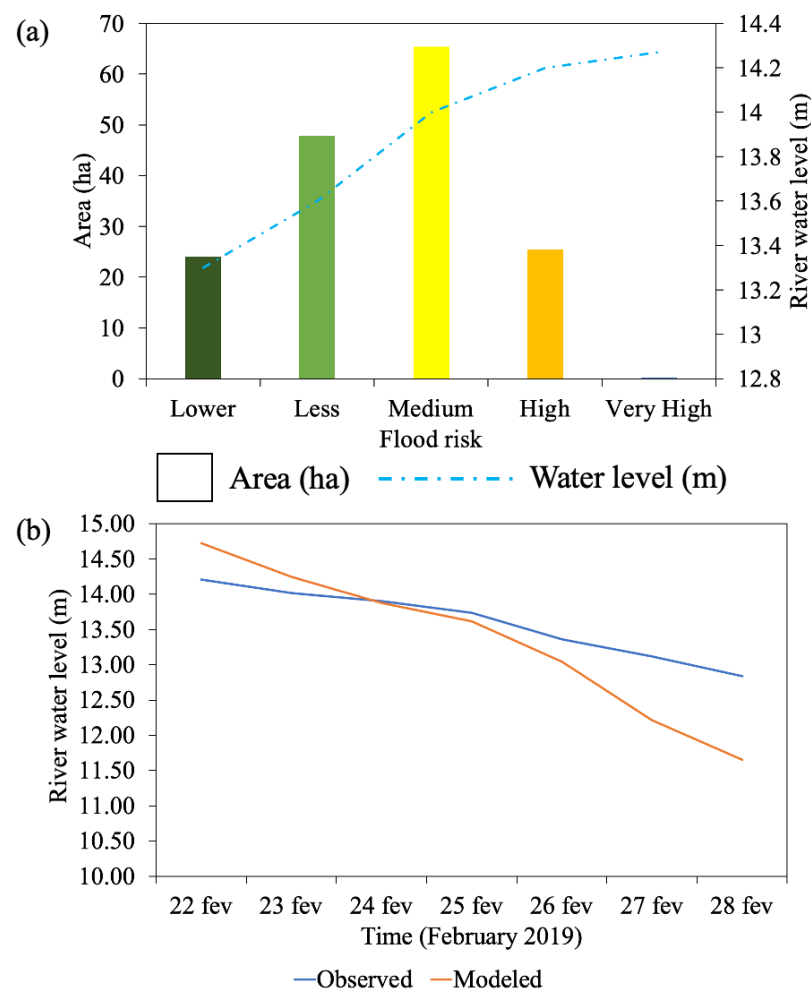 (a)
70
60
50
40
30
20
10
0
Area (ha)
14.4
14.2
14
13.8
13.6
13.4
13.2
13
12.8
River water level (m)
Lower Less Medium High Very High
Flood risk
Area (ha) Water level (m)
(b)
15.00
14.50
14.00
13.50
13.00
12.50
12.00
11.50
11.00
10.50
10.00
River water level (m)
22 fev 23 fev 24 fev 25 fev 26 fev 27 fev 28 fev
Time (February 2019)
Observed Modeled